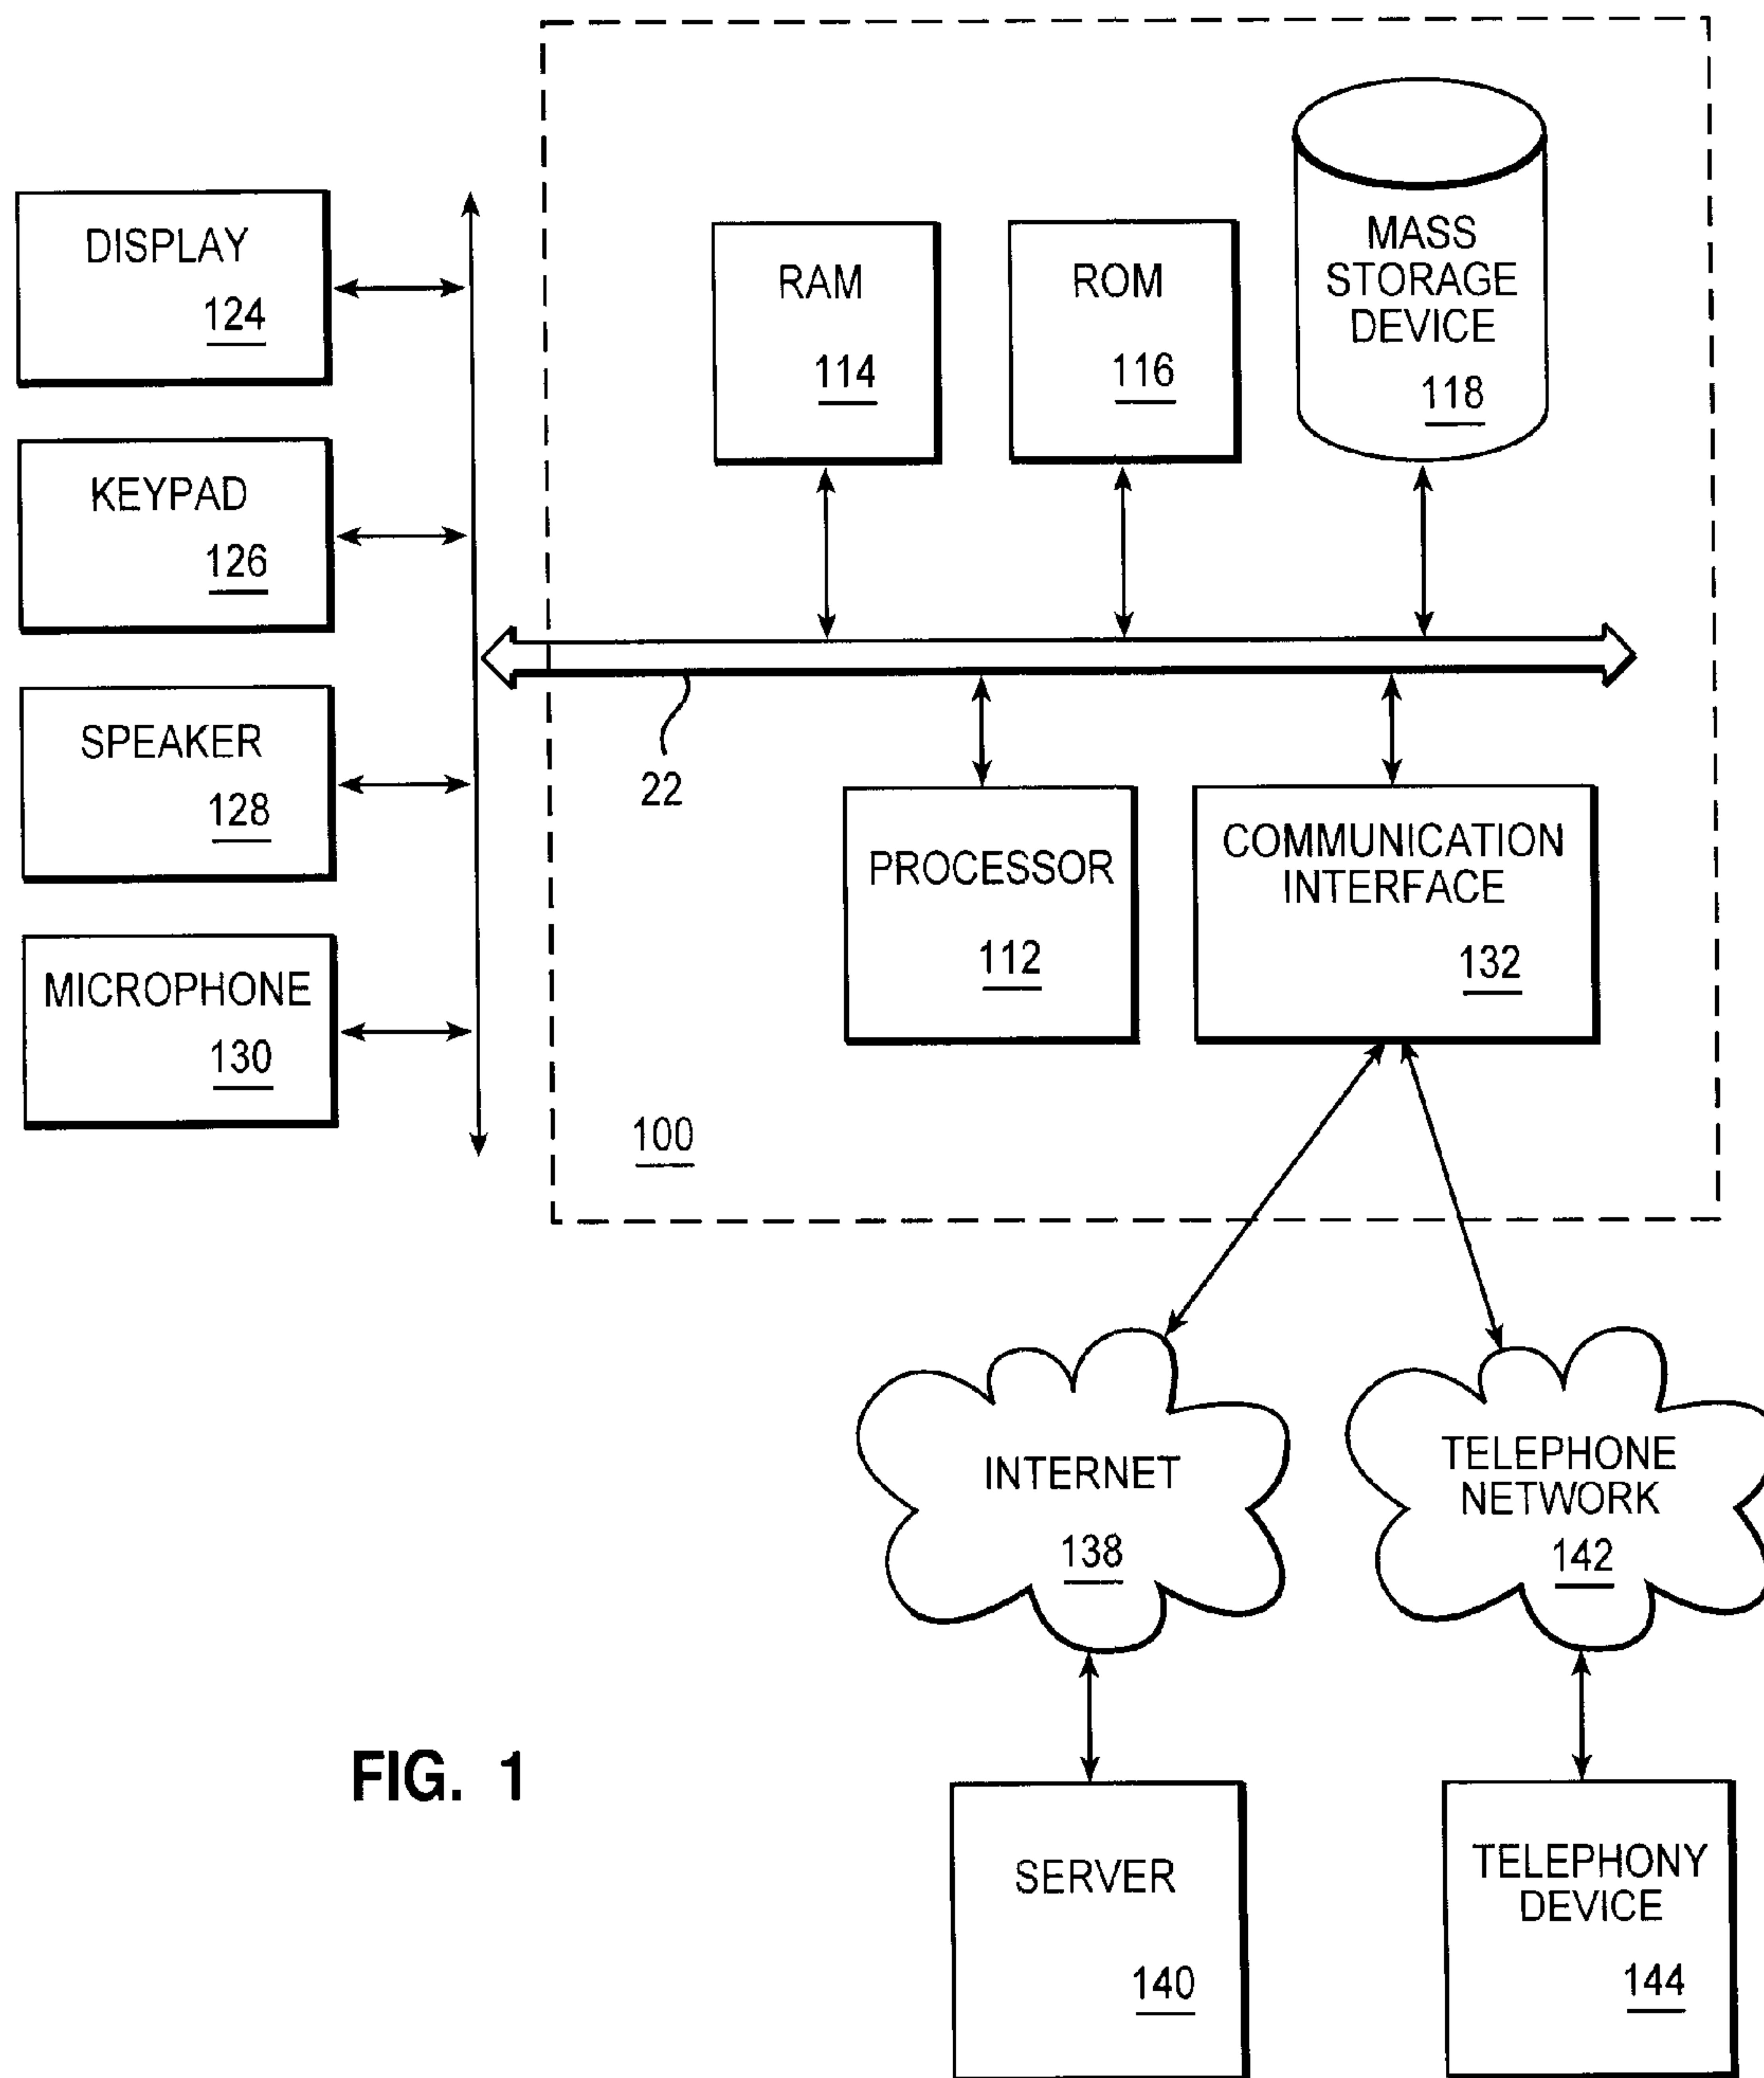 DISPLAY
124
KEYPAD
126
SPEAKER
128
MICROPHONE
130
RAM
114
ROM
116
MASS
STORAGE
DEVICE
118
22
PROCESSOR
112
COMMUNICATION
INTERFACE
132
100
INTERNET
138
TELEPHONE
NETWORK
142
FIG. 1
SERVER
140
TELEPHONY
DEVICE
144